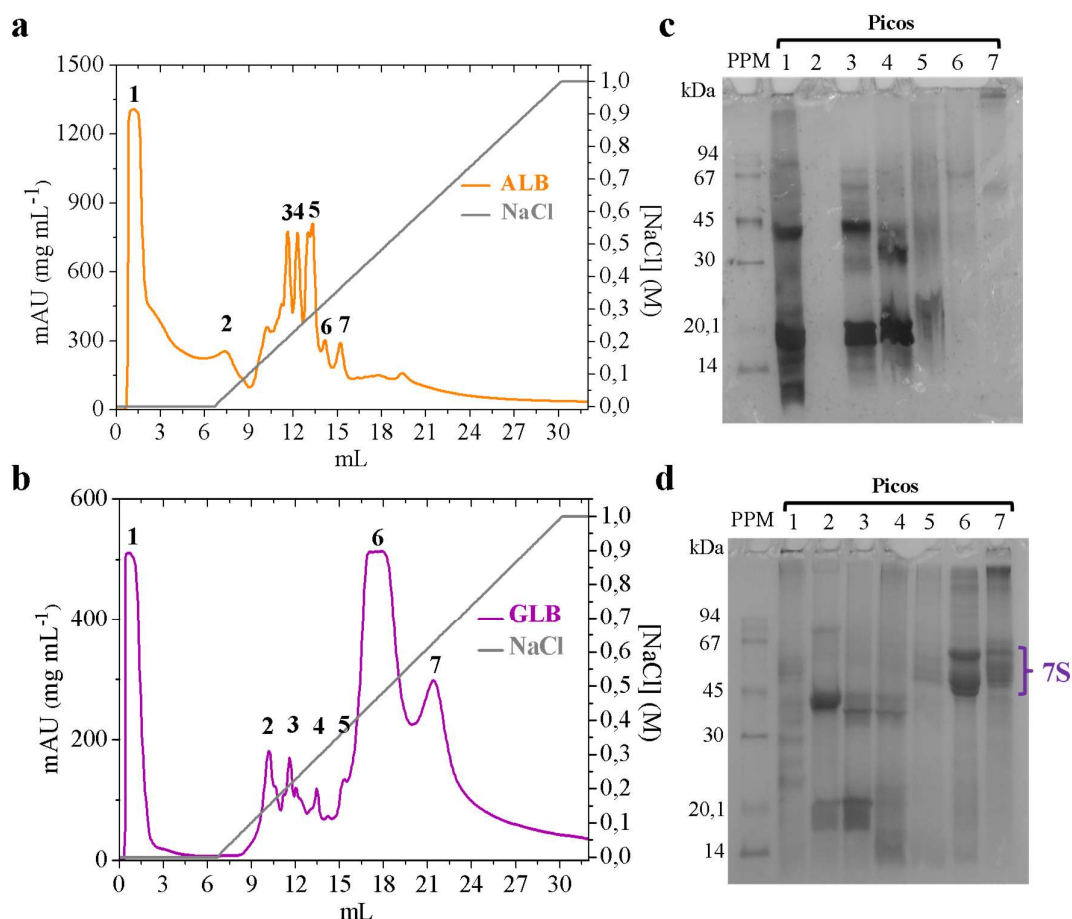 a
1500
1200
900
600
300
0
mAU (mg mL⁻¹)
0 3 6 9 12 15 18 21 24 27 30
mL
1,0
0,9
0,8
0,7
0,6
0,5
0,4
0,3
0,2
0,1
0,0
[NaCl] (M)
1
2
3 4 5
6 7
ALB
NaCl
b
600
400
200
0
mAU (mg mL⁻¹)
0 3 6 9 12 15 18 21 24 27 30
mL
1,0
0,9
0,8
0,7
0,6
0,5
0,4
0,3
0,2
0,1
0,0
[NaCl] (M)
1
2 3 4 5
6
7
GLB
NaCl
c
Picos
PPM 1 2 3 4 5 6 7
kDa
94
67
45
30
20,1
14
d
Picos
PPM 1 2 3 4 5 6 7
kDa
94
67
45
30
20,1
14
7S